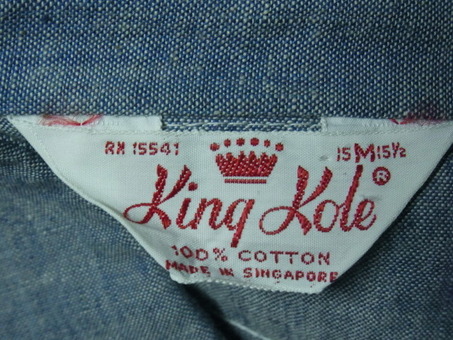 RN 15541 15 M 15½
King Kole ®
100% COTTON
MADE IN SINGAPORE